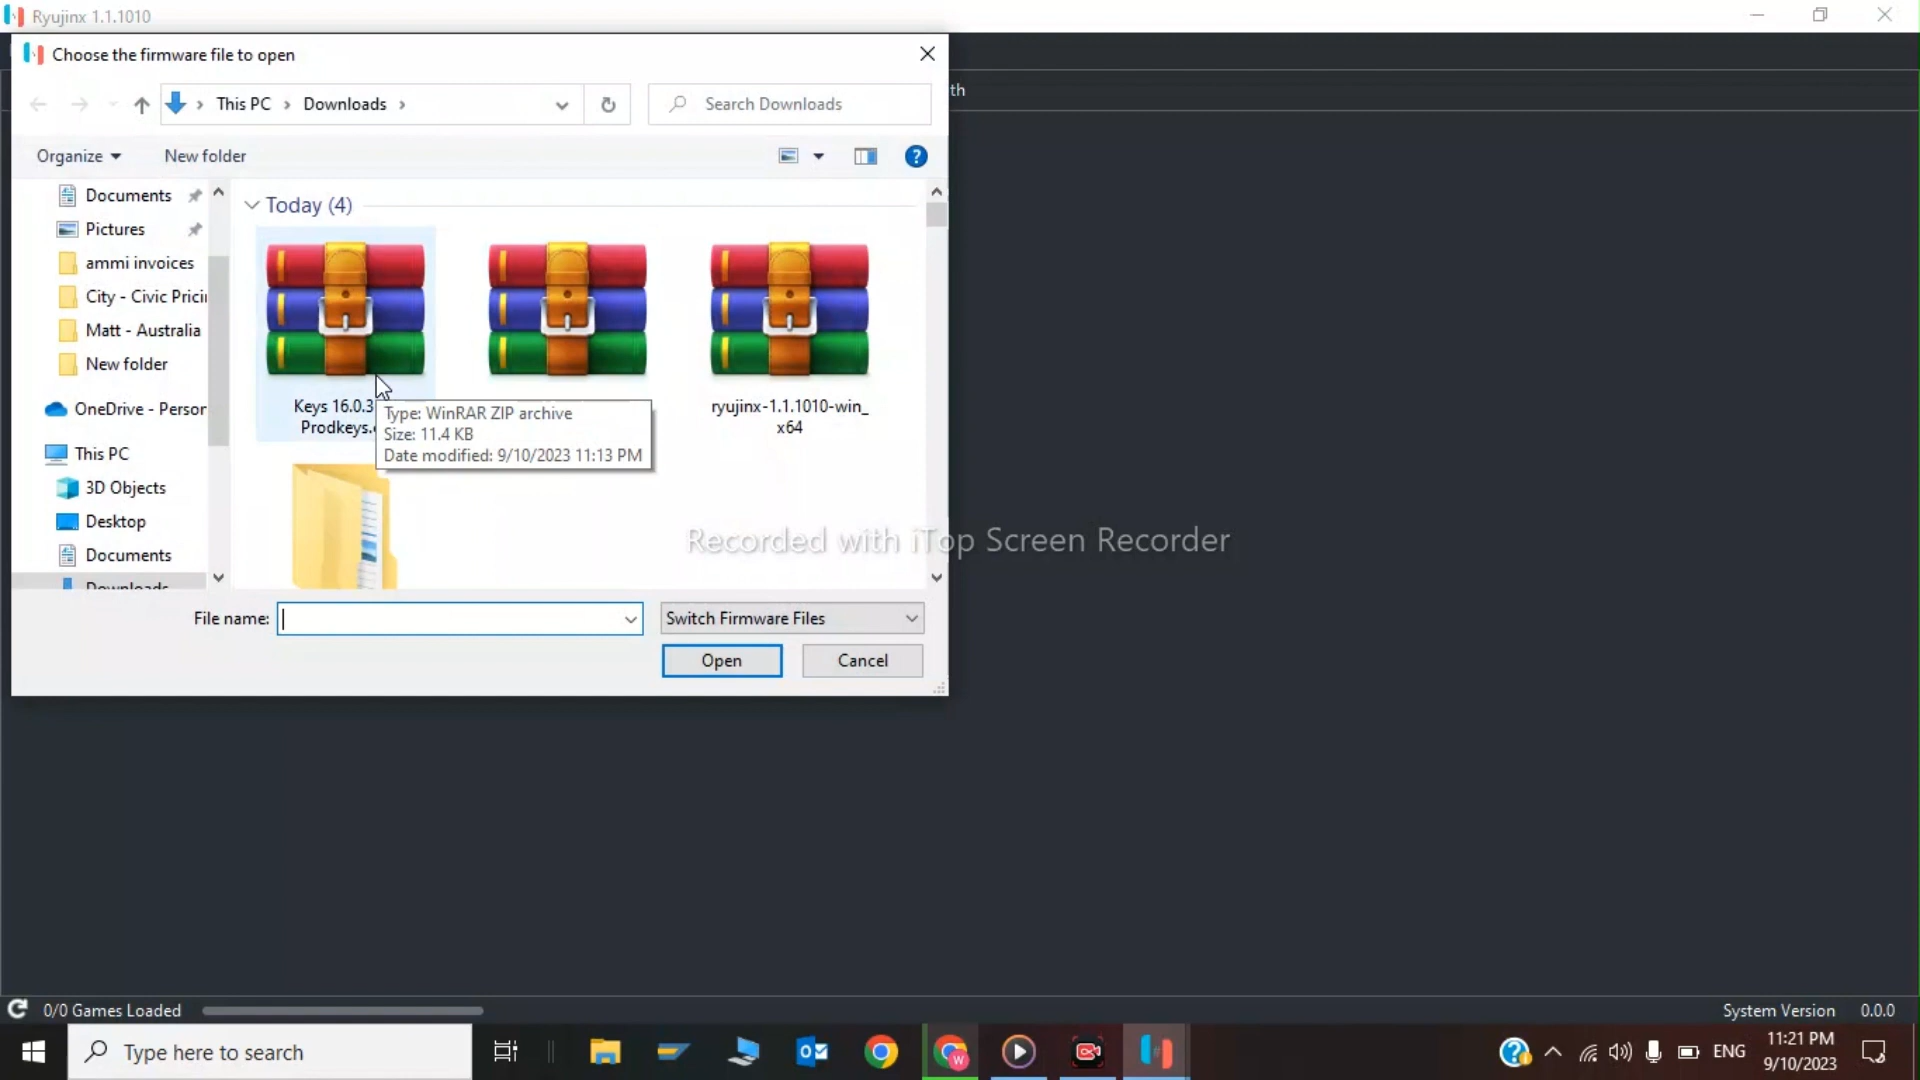 Ryujinx 1.1.1010
Choose the firmware file to open
This PC
Downloads
Search Downloads
th
Organize
New folder
Documents
Pictures
ammi invoices
City - Civic Prici
Matt - Australia
New folder
OneDrive - Person
This PC
3D Objects
Desktop
Documents
Downloads
Today (4)
Keys 16.0.3
Prodkeys.
Type: WinRAR ZIP archive
Size: 11.4 KB
Date modified: 9/10/2023 11:13 PM
ryujinx-1.1.1010-win_
x64
Recorded with iTop Screen Recorder
File name:
Switch Firmware Files
Open
Cancel
0/0 Games Loaded
System Version
0.0.0
Type here to search
W
ENG
11:21 PM
9/10/2023